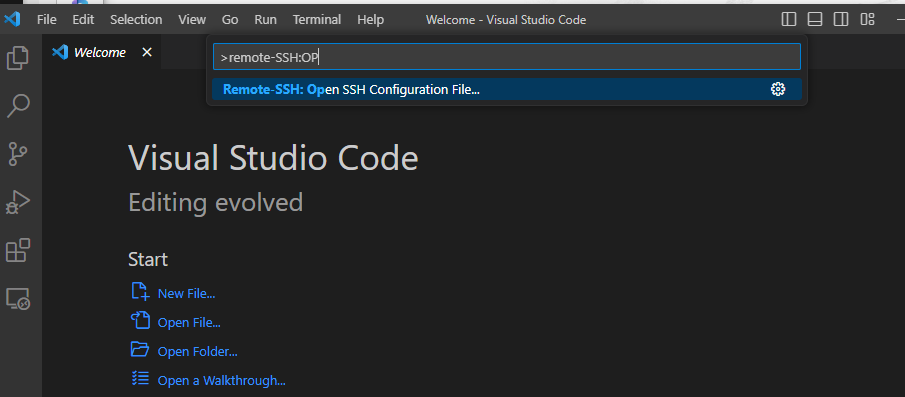 File Edit Selection View Go Run Terminal Help Welcome - Visual Studio Code
Welcome
>remote-SSH:OP
Remote-SSH: Open SSH Configuration File...
Visual Studio Code
Editing evolved
Start
New File...
Open File...
Open Folder...
Open a Walkthrough...